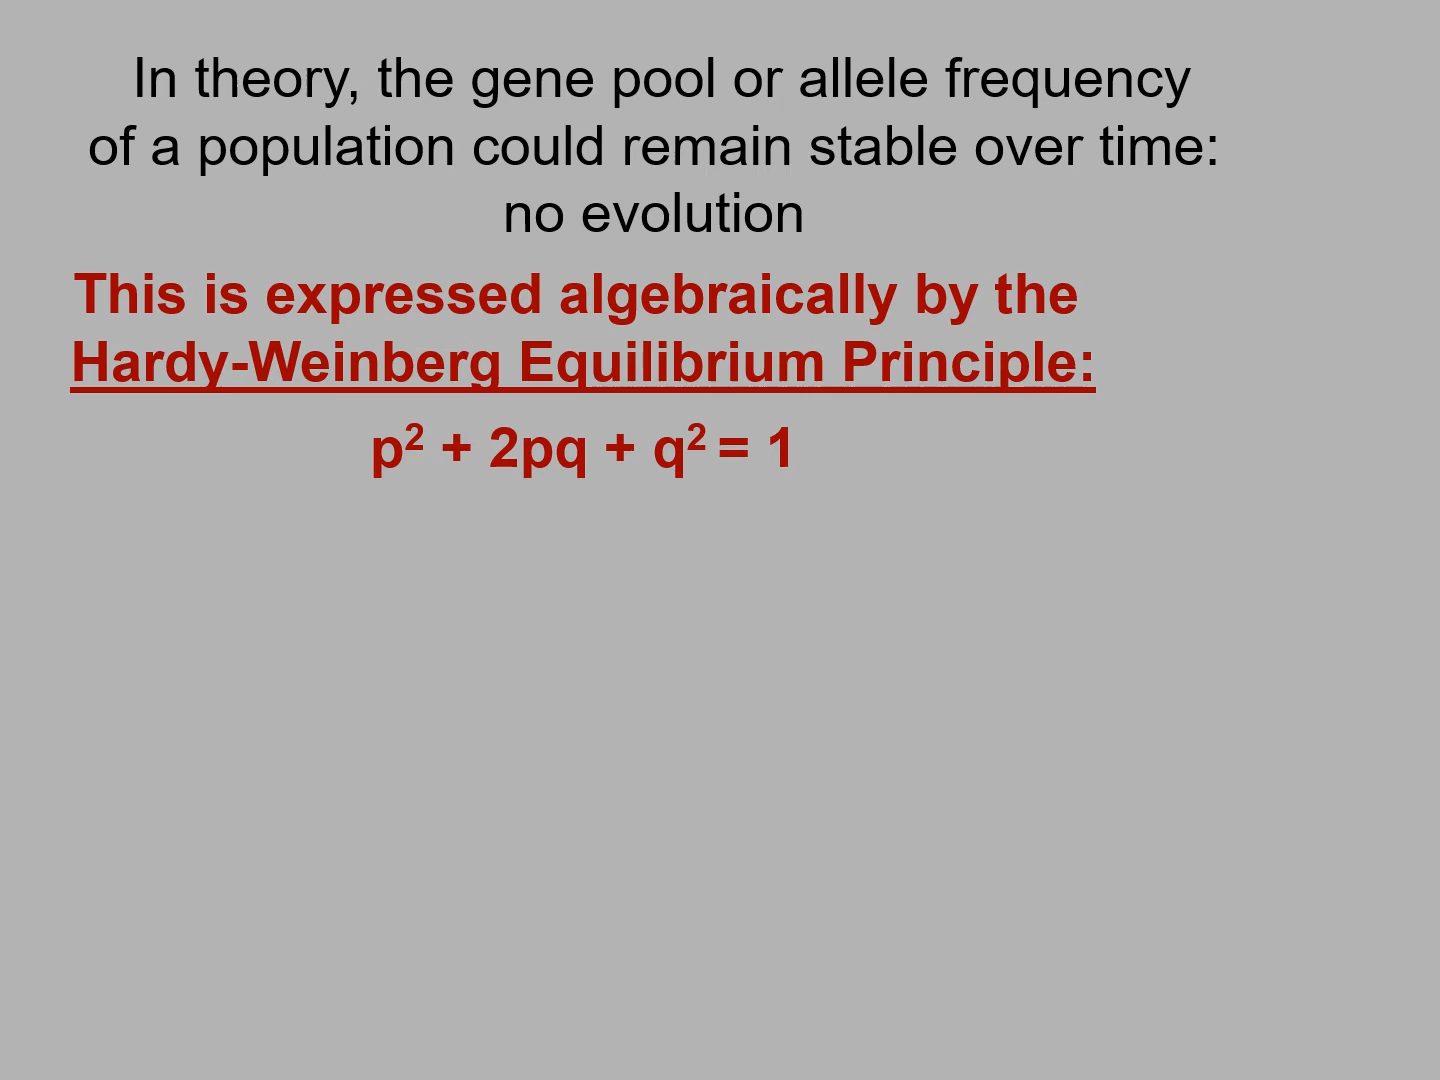 In theory, the gene pool or allele frequency
of a population could remain stable over time:
no evolution
This is expressed algebraically by the
Hardy-Weinberg Equilibrium Principle:
p² + 2pq + q² = 1